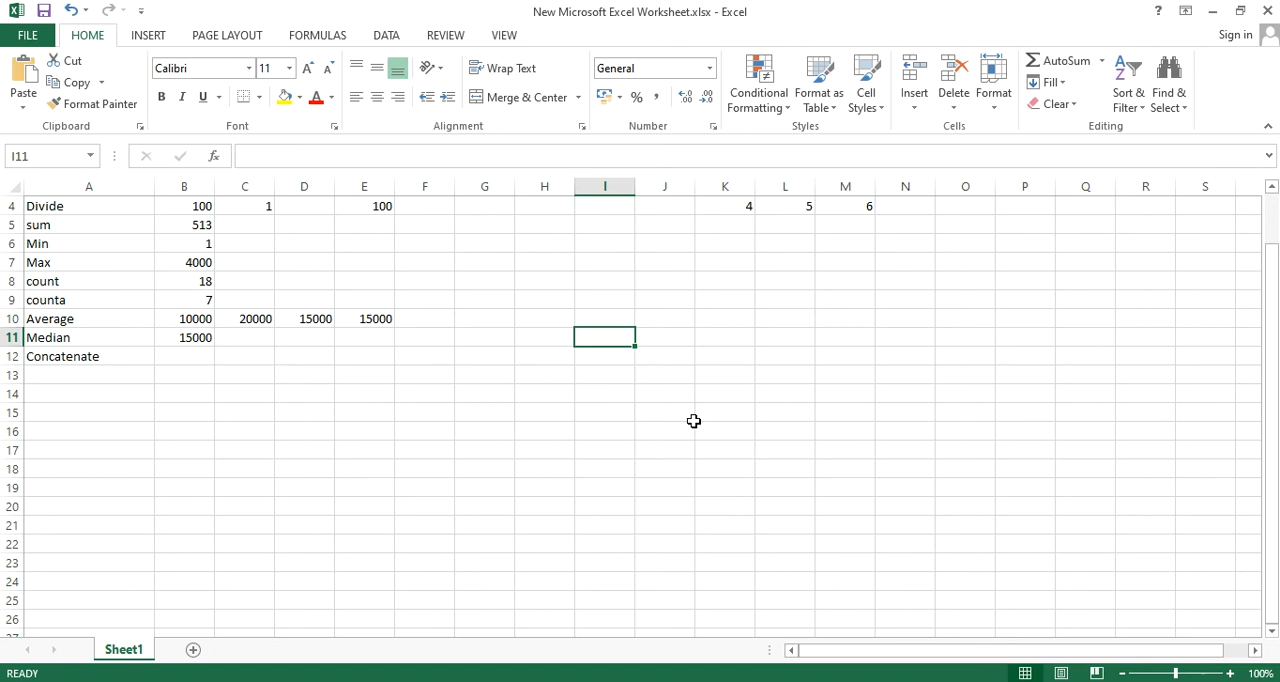 New Microsoft Excel Worksheet.xlsx - Excel
?
FILE HOME INSERT PAGE LAYOUT FORMULAS DATA REVIEW VIEW Sign in
Paste Cut Copy Format Painter
Calibri 11 B I U
Wrap Text Merge & Center
General % ,
Conditional Formatting Format as Table Cell Styles
Insert Delete Format
AutoSum Fill Clear Sort & Filter Find & Select
Clipboard Font Alignment Number Styles Cells Editing
I11 fx
A B C D E F G H I J K L M N O P Q R S
4 Divide 100 1 100 4 5 6
5 sum 513
6 Min 1
7 Max 4000
8 count 18
9 counta 7
10 Average 10000 20000 15000 15000
11 Median 15000
12 Concatenate
13
14
15
16
17
18
19
20
21
22
23
24
25
26
27
Sheet1
READY 100%